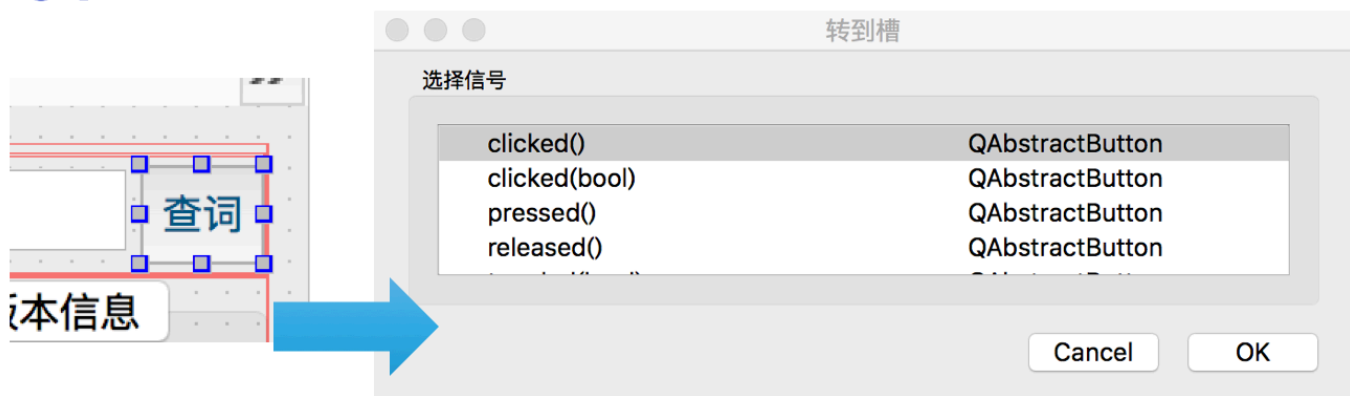 转到槽
选择信号
clicked() QAbstractButton
clicked(bool) QAbstractButton
pressed() QAbstractButton
released() QAbstractButton
查词
本信息
Cancel OK